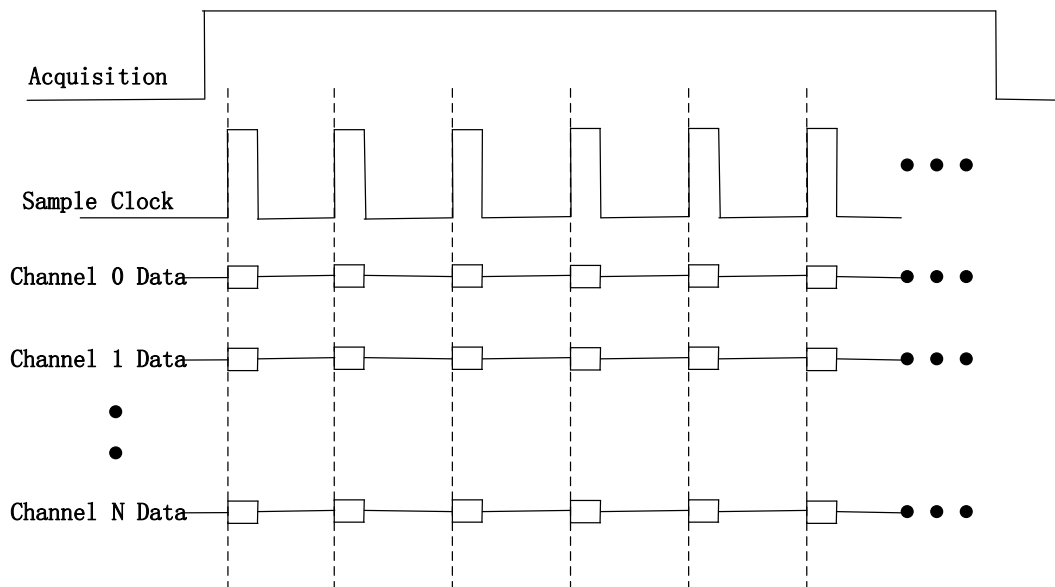 Acquisition
Sample Clock
Channel 0 Data
Channel 1 Data
Channel N Data